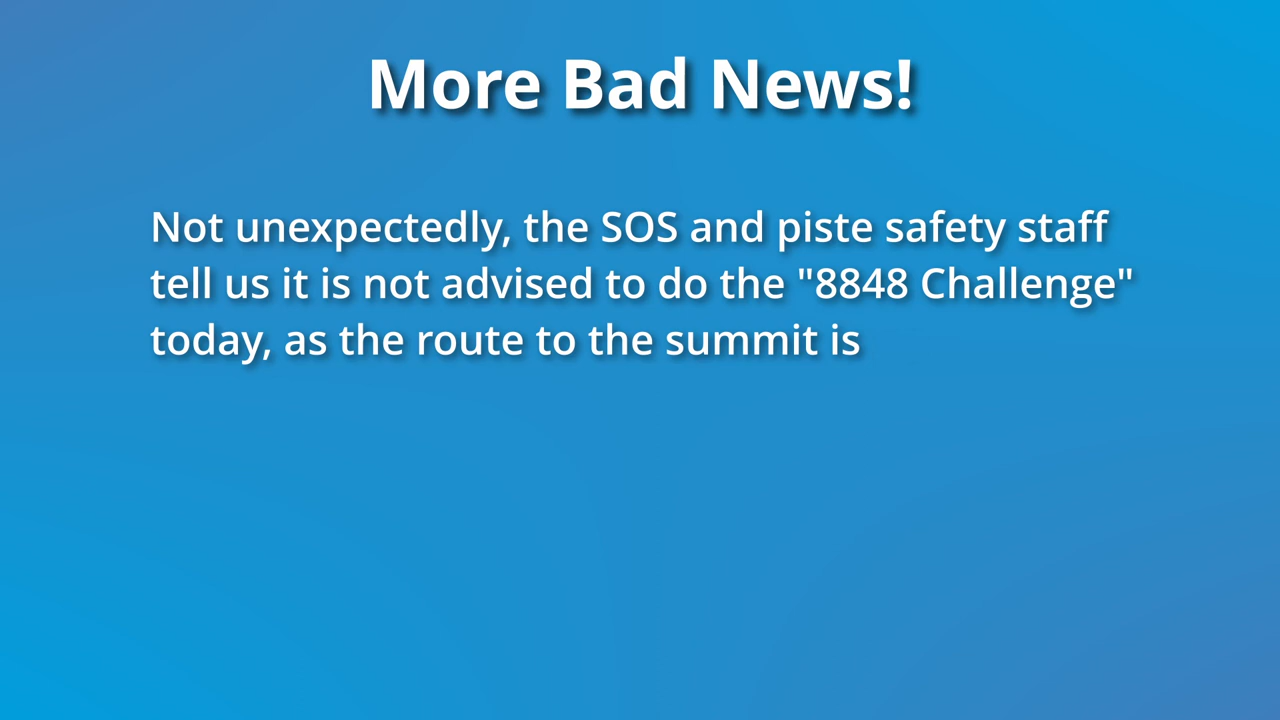 More Bad News!
Not unexpectedly, the SOS and piste safety staff
tell us it is not advised to do the "8848 Challenge"
today, as the route to the summit is